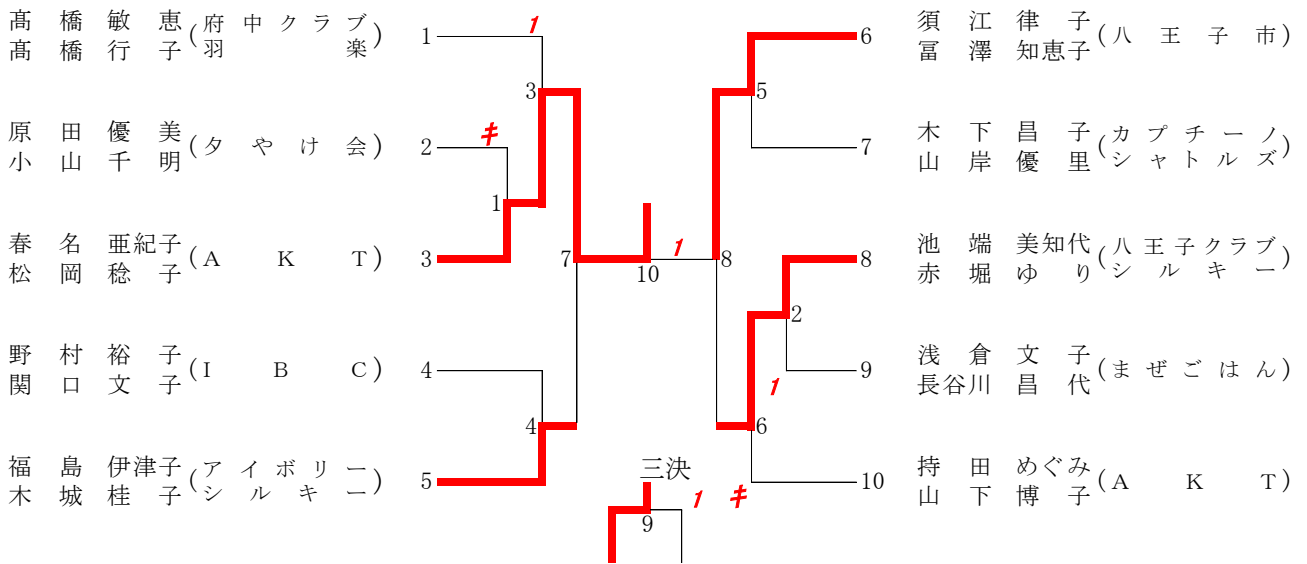 髙橋敏恵 (府中クラブ 1 1 6 須江律子 (八王子市)
髙橋行子 羽楽) 冨澤知恵子
3 5
原田優美 (夕やけ会) 2 キ 木下昌子 (カプチーノ
小山千明 7 山岸優里 シャトルズ)
1
春名亜紀子 (AKT) 3 7 1 8 8 池端美知代 (八王子クラブ
松岡稔子 10 赤堀ゆり シルキー)
2
野村裕子 (IBC) 4 9 浅倉文子 (まぜごはん)
関口文子 1 長谷川昌代
4 6
福島伊津子 (アイボリー 5 三決 10 持田めぐみ (AKT)
木城桂子 シルキー) 1 キ 山下博子
9